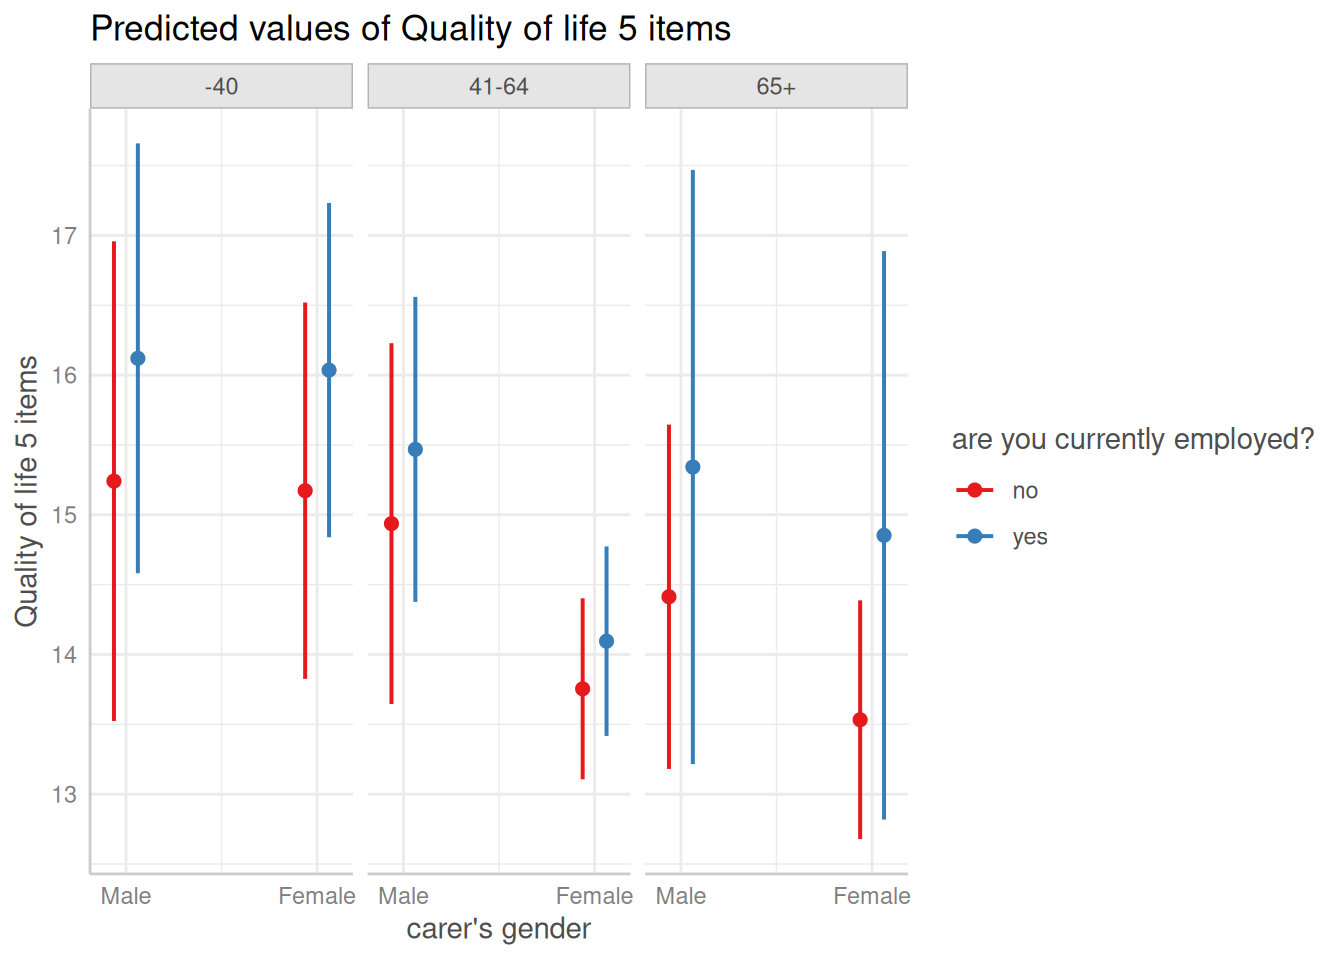 Predicted values of Quality of life 5 items
-40
41-64
65+
17
16
15
14
13
Quality of life 5 items
Male
Female
Male
Female
Male
Female
carer's gender
are you currently employed?
no
yes